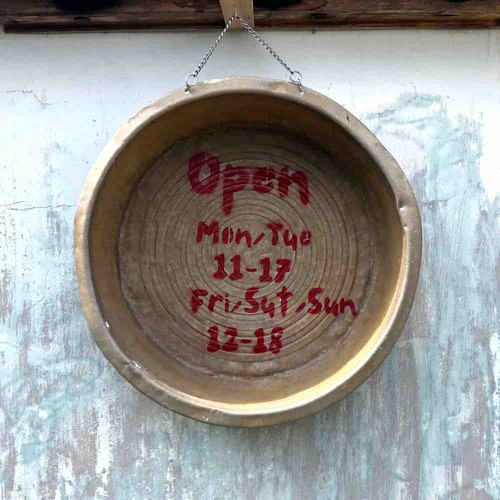 Open
Mon,Tue
11-17
Fri,Sat,Sun
12-18